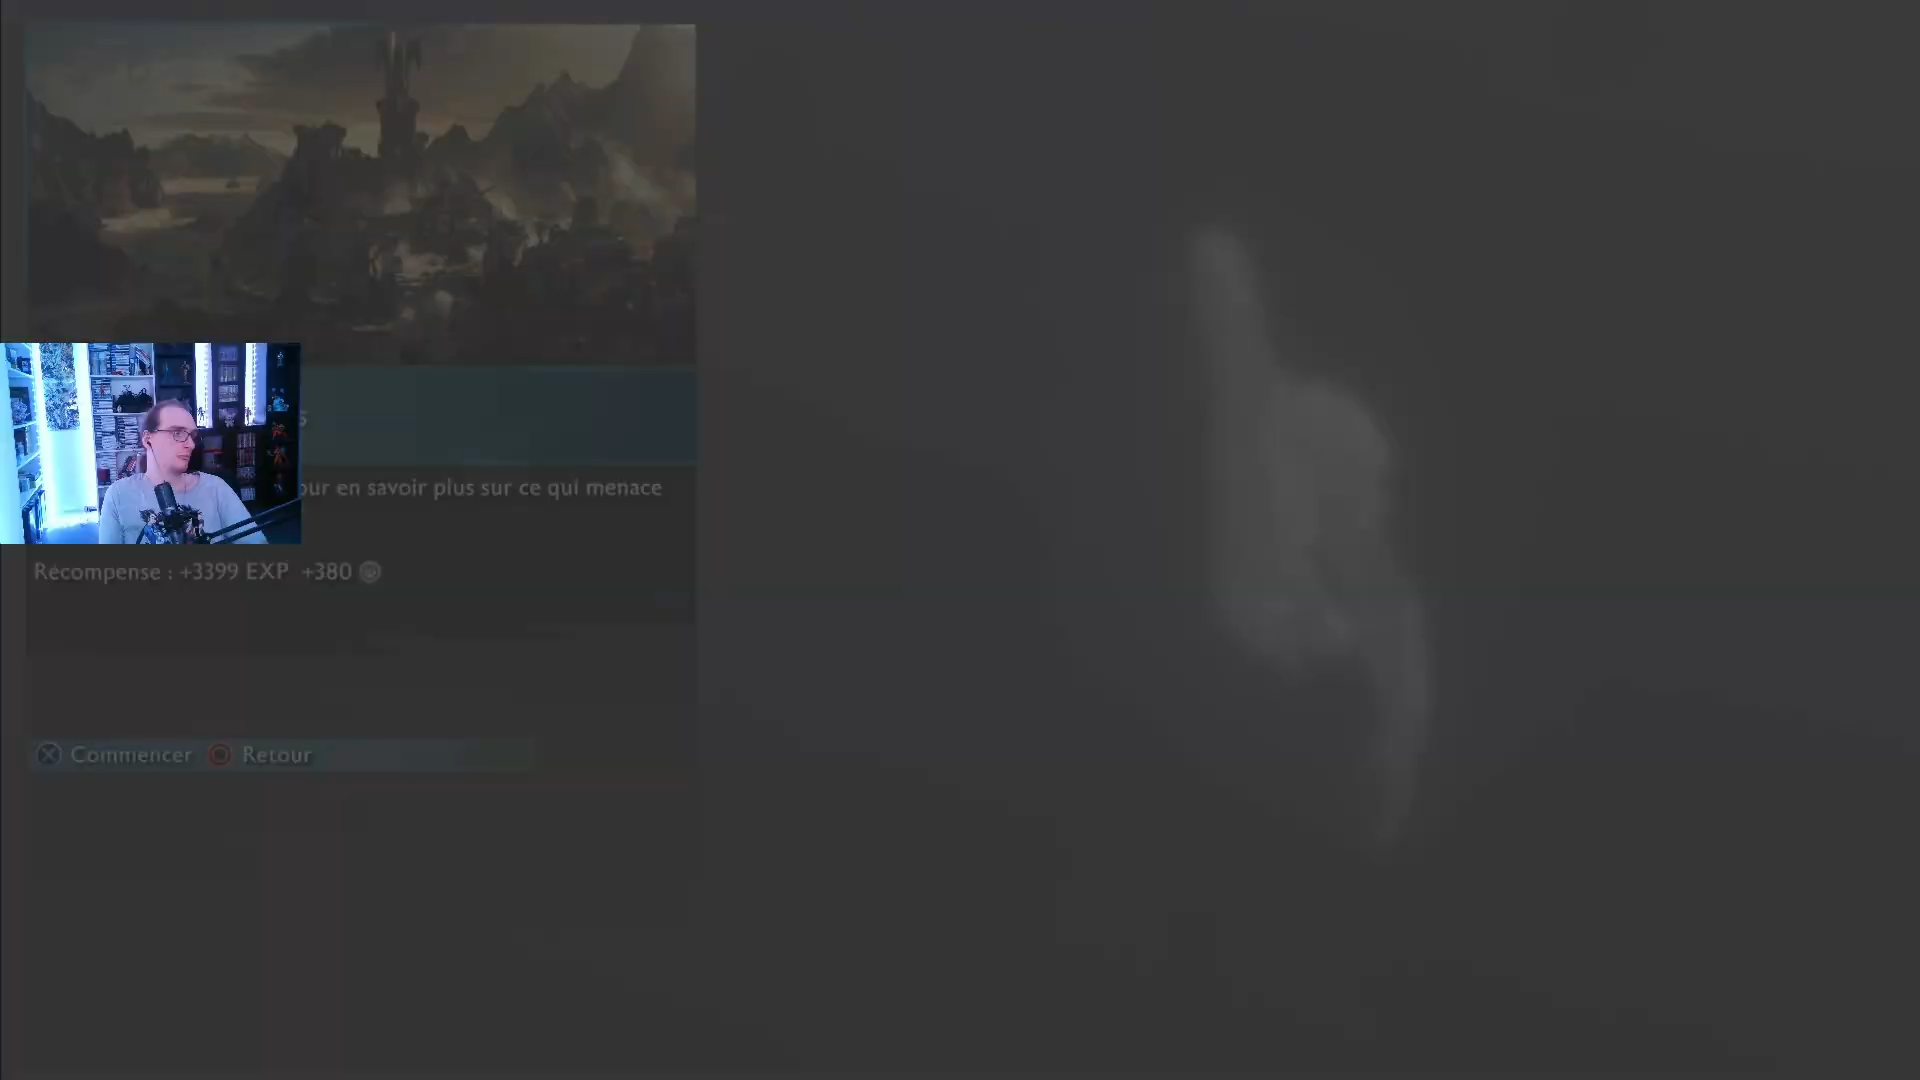 s
our en savoir plus sur ce qui menace
Récompense : +3399 EXP +380
Commencer Retour